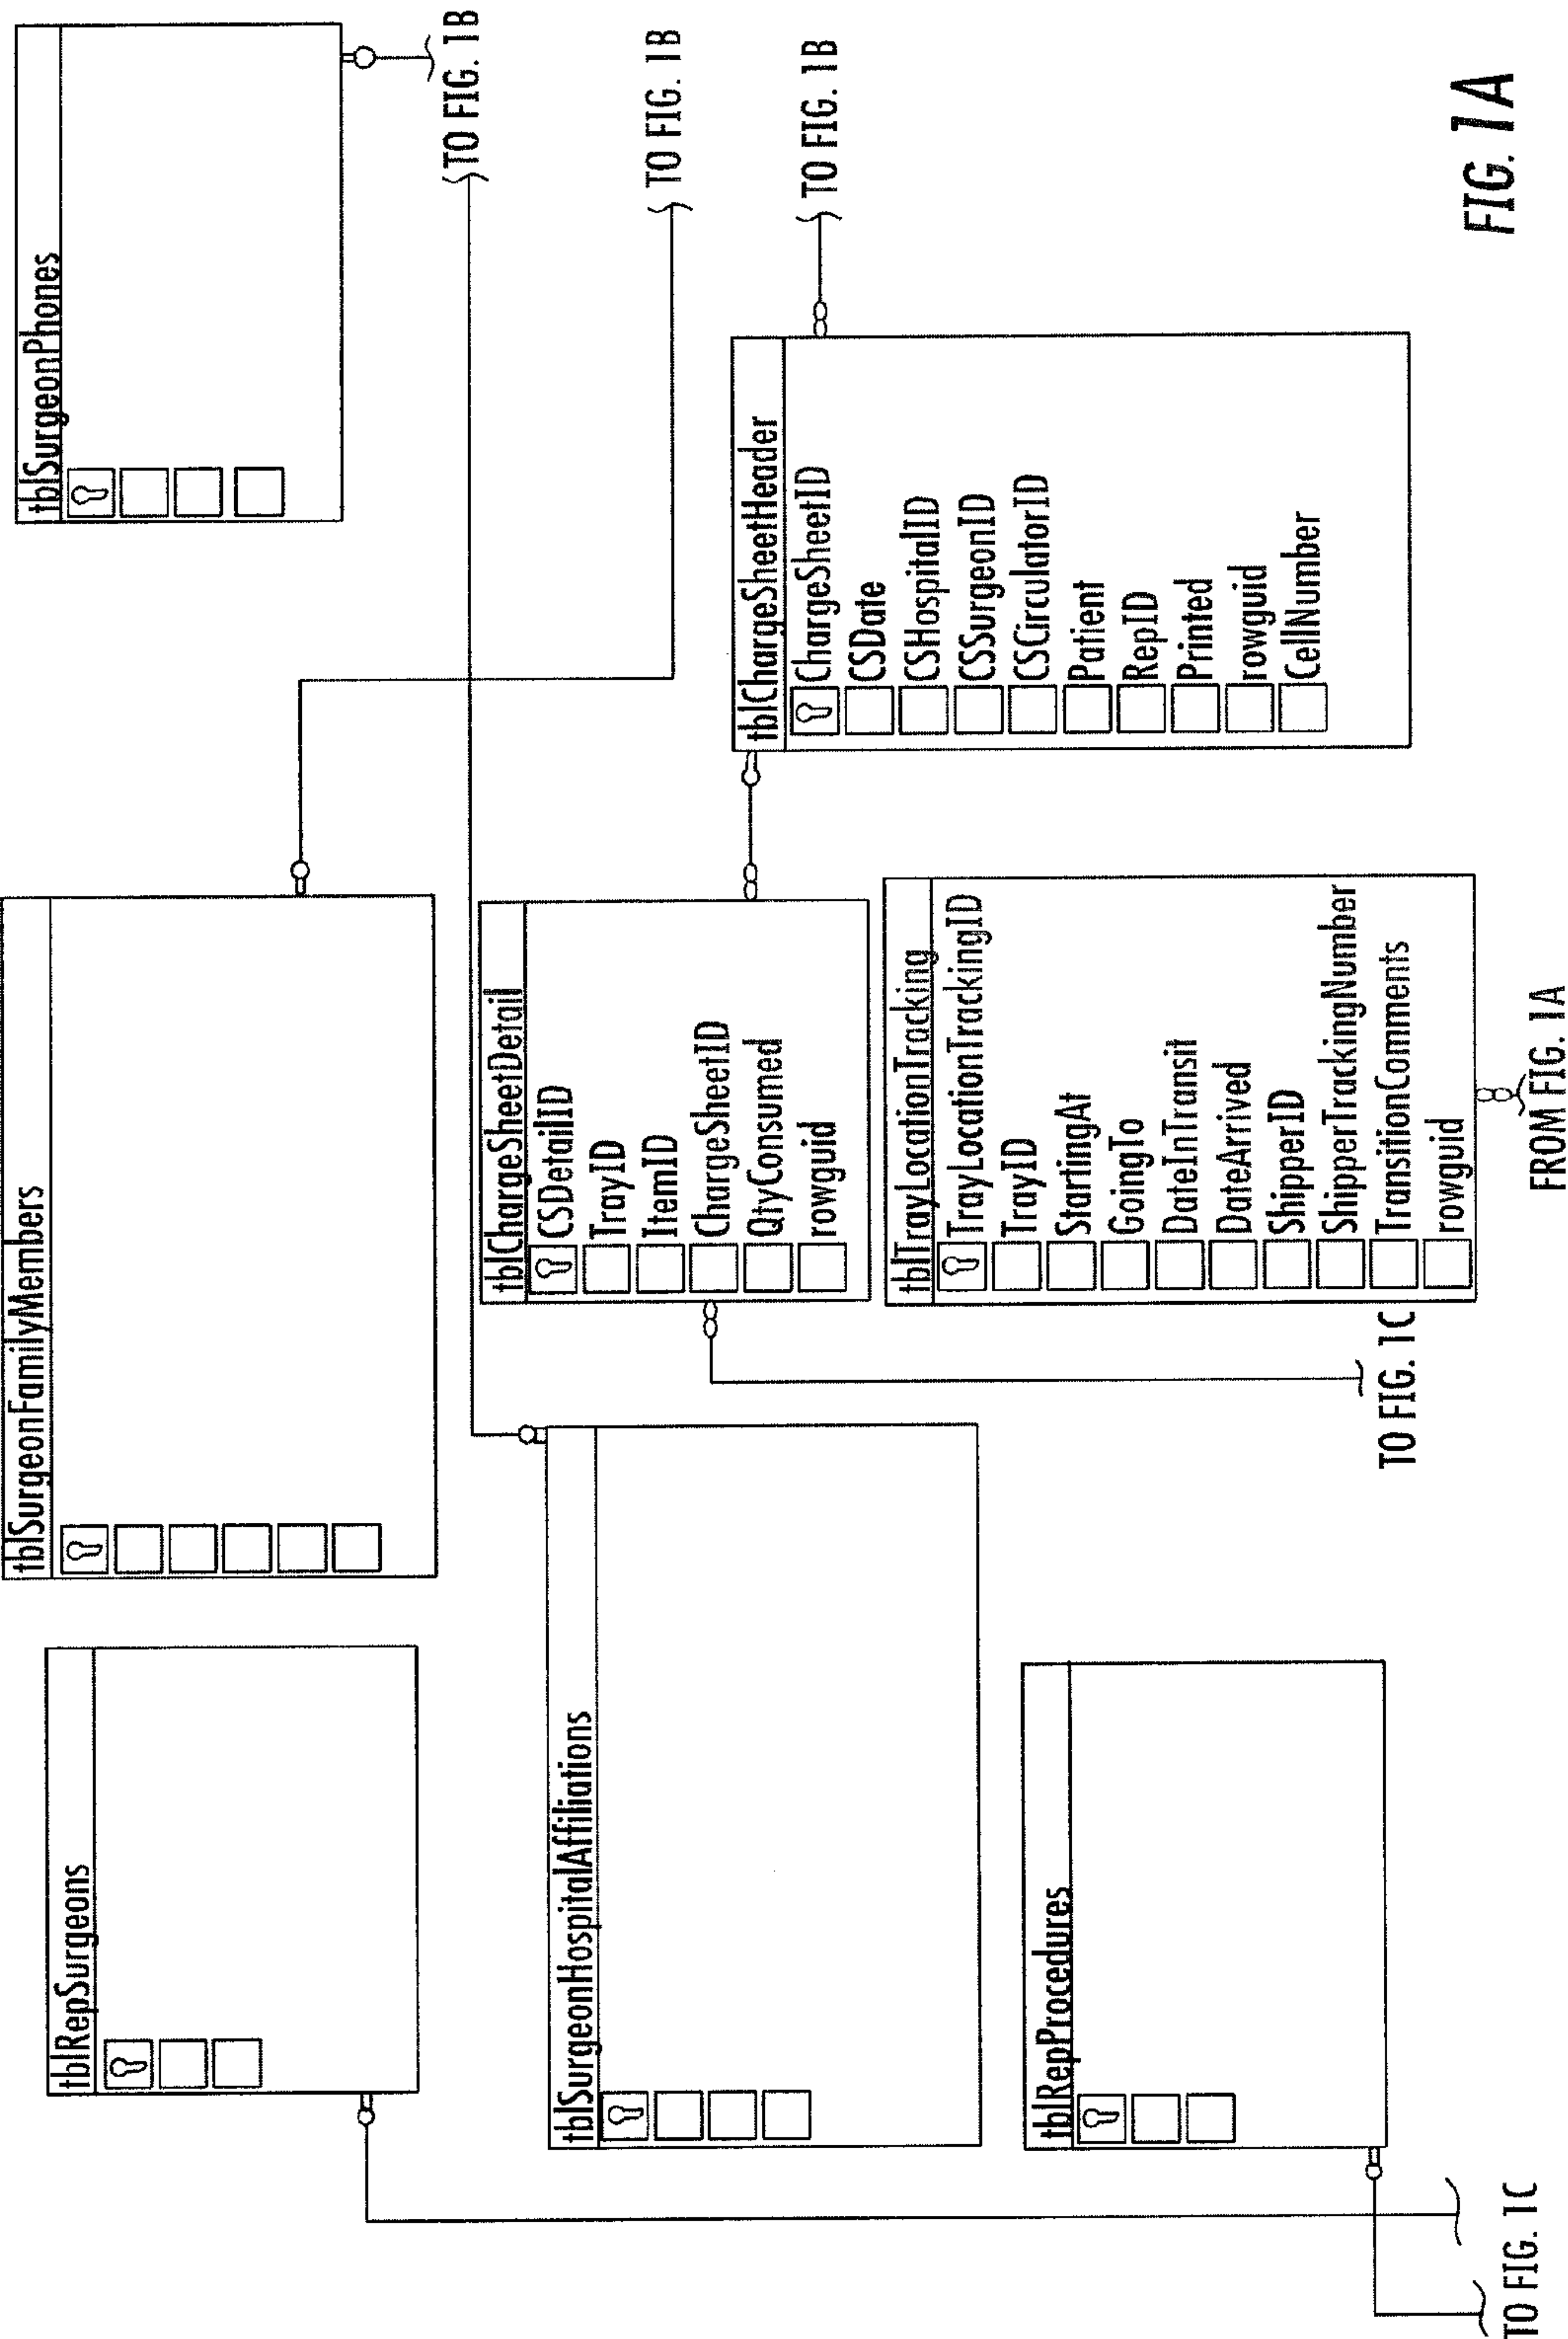 tblRepSurgeons
tblSurgeonFamilyMembers
tblSurgeonPhones
TO FIG. 1B
tblSurgeonHospitalAffiliations
tblChargeSheetDetail
CSDetailID
TrayID
ItemID
ChargeSheetID
QtyConsumed
rowguid
TO FIG. 1B
tblChargeSheetHeader
ChargeSheetID
CSDate
CSHospitalID
CSSurgeonID
CSCirculatorID
Patient
RepID
Printed
rowguid
CellNumber
TO FIG. 1B
tblTrayLocationTracking
TrayLocationTrackingID
TrayID
StartingAt
GoingTo
DateInTransit
DateArrived
ShipperID
ShipperTrackingNumber
TransitionComments
rowguid
tblRepProcedures
TO FIG. 1C
TO FIG. 1C
FROM FIG. 1A
FIG. 1A